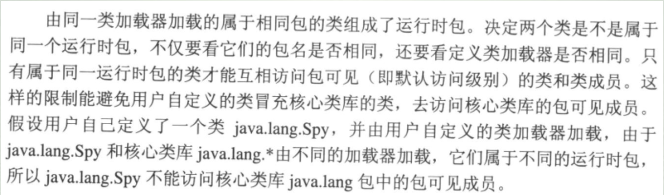 由同一类加载器加载的属于相同包的类组成了运行时包。决定两个类是不是属于
同一个运行时包，不仅要看它们的包名是否相同，还要看定义类加载器是否相同。只
有属于同一运行时包的类才能互相访问包可见（即默认访问级别）的类和类成员。这
样的限制能避免用户自定义的类冒充核心类库的类，去访问核心类库的包可见成员。
假设用户自己定义了一个类 java.lang.Spy，并由用户自定义的类加载器加载，由于
java.lang.Spy 和核心类库 java.lang.*由不同的加载器加载，它们属于不同的运行时包，
所以 java.lang.Spy 不能访问核心类库 java.lang 包中的包可见成员。